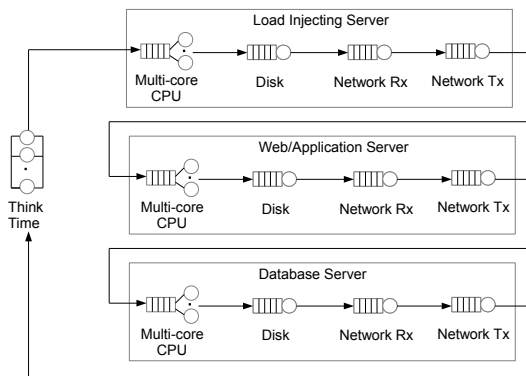 Load Injecting Server
Multi-core
CPU
Disk
Network Rx
Network Tx
Think
Time
Web/Application Server
Multi-core
CPU
Disk
Network Rx
Network Tx
Database Server
Multi-core
CPU
Disk
Network Rx
Network Tx